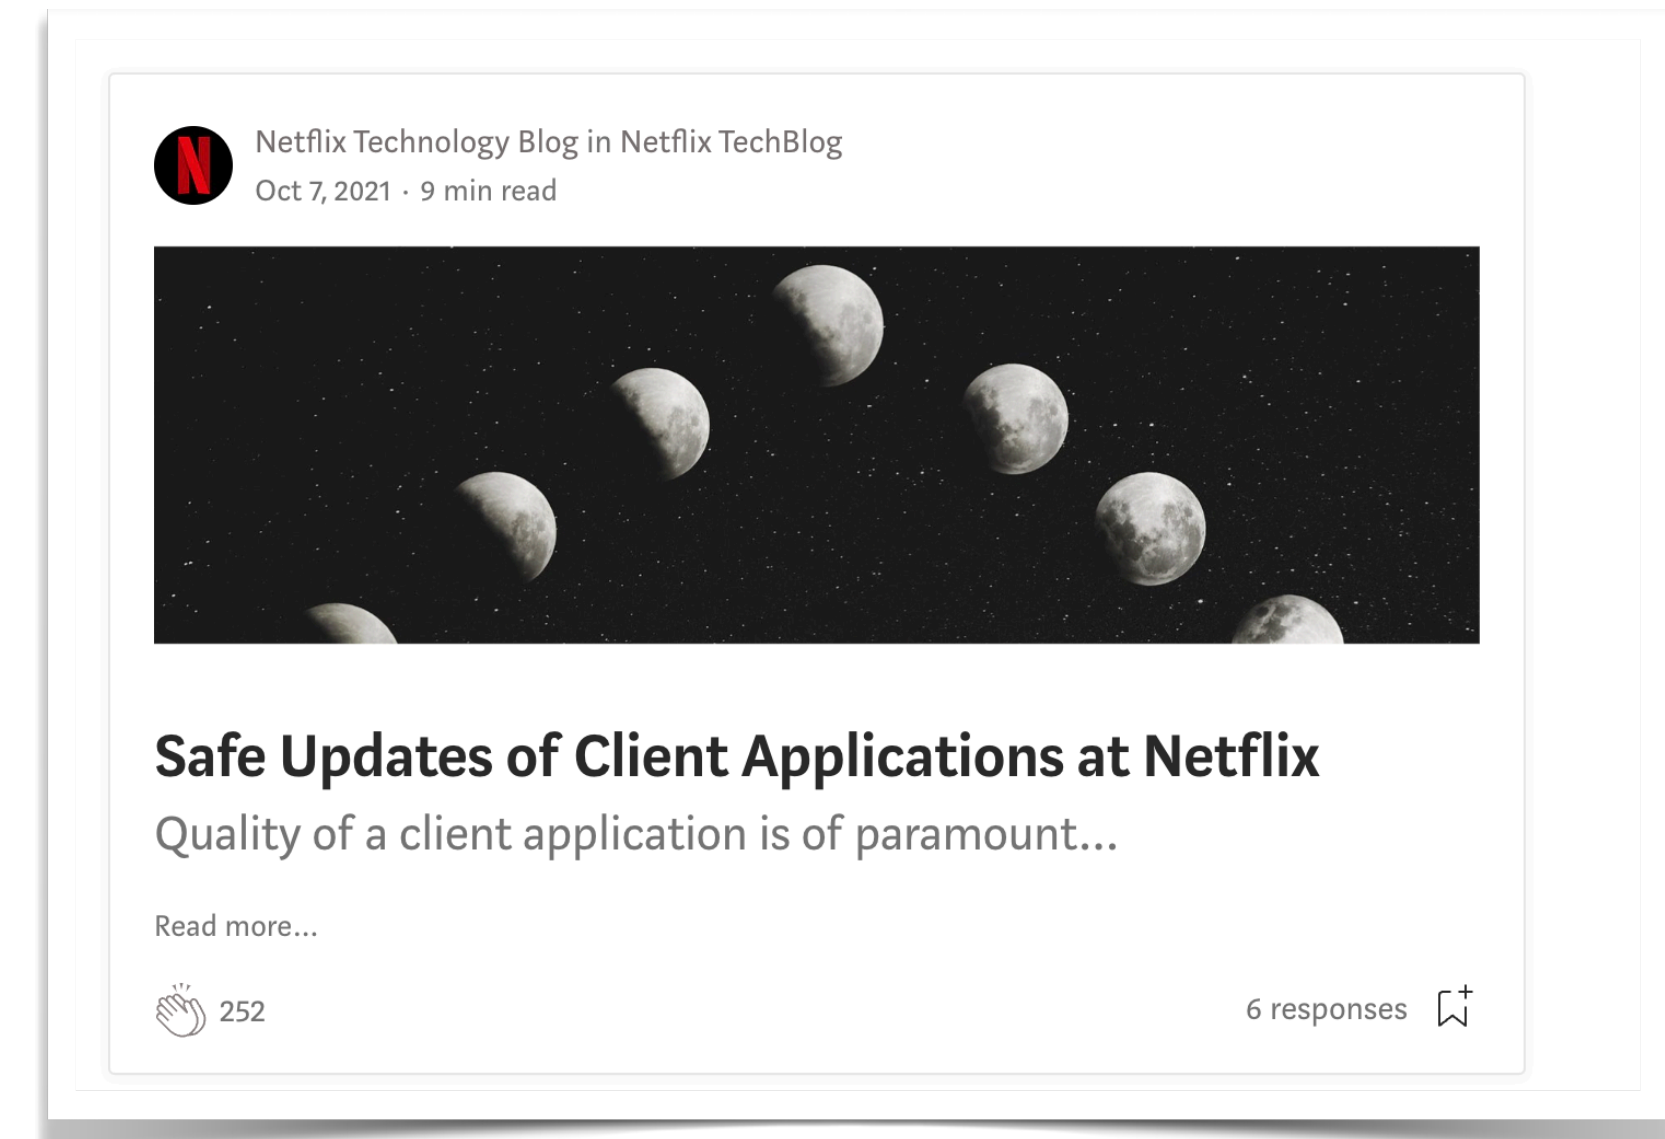 N
Netflix Technology Blog in Netflix TechBlog
Oct 7, 2021 · 9 min read
Safe Updates of Client Applications at Netflix
Quality of a client application is of paramount...
Read more...
252
6 responses